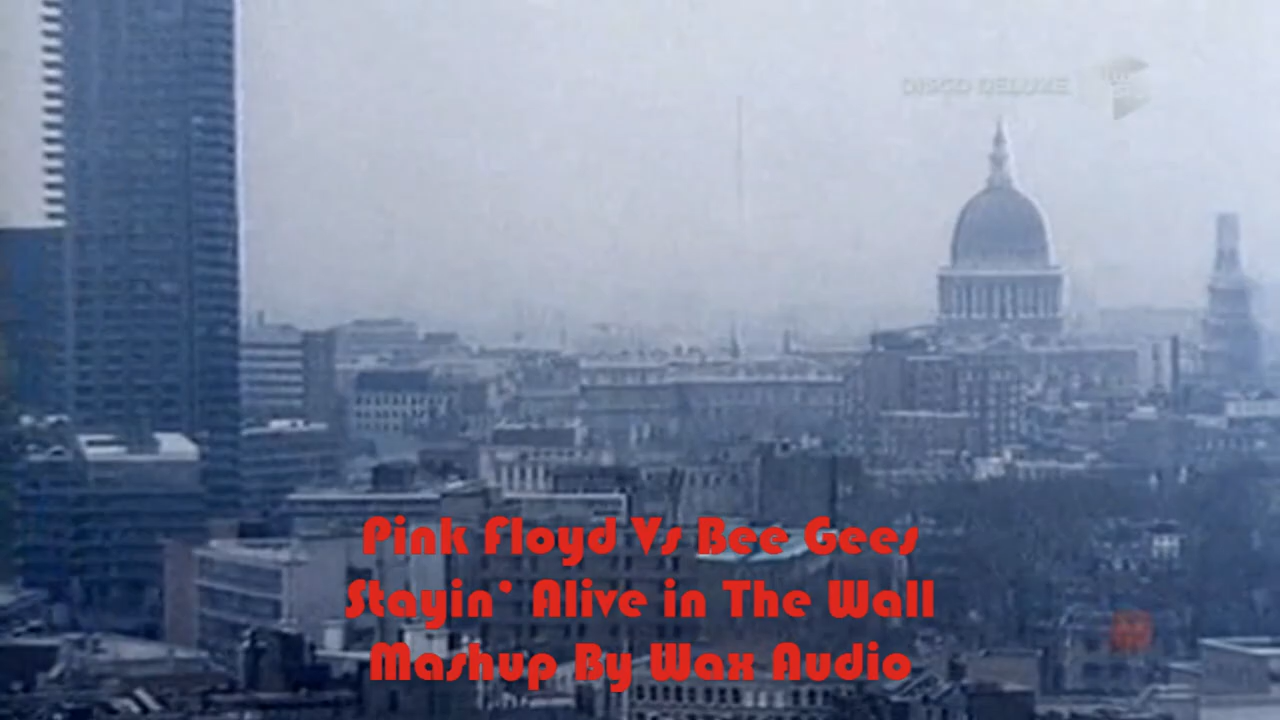 DISCO DELUXE
Pink Floyd Vs Bee Gees
Stayin' Alive in The Wall
Mashup By Wax Audio